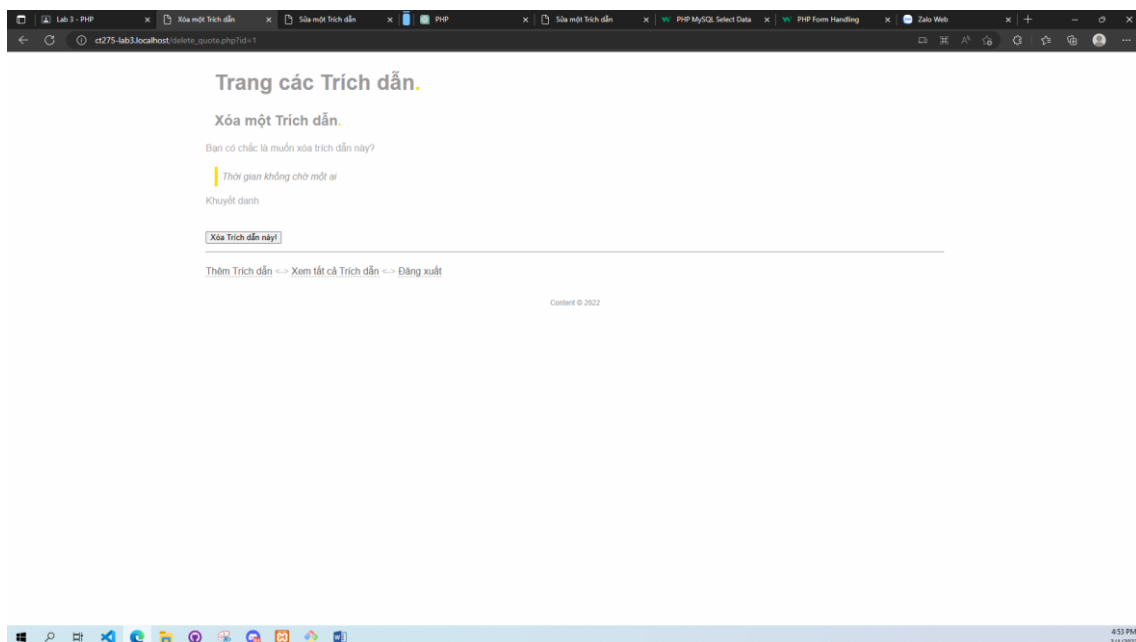 Lab 3 - PHP
Xóa một Trích dẫn
Sửa một Trích dẫn
PHP
Sửa một Trích dẫn
PHP MySQL Select Data
PHP Form Handling
Zalo Web
ct275-lab3.localhost/delete_quote.php?id=1
Trang các Trích dẫn.
Xóa một Trích dẫn.
Bạn có chắc là muốn xóa trích dẫn này?
Thời gian không chờ một ai
Khuyết danh
Xóa Trích dẫn này!
Thêm Trích dẫn <-> Xem tất cả Trích dẫn <-> Đăng xuất
Content © 2022
4:53 PM